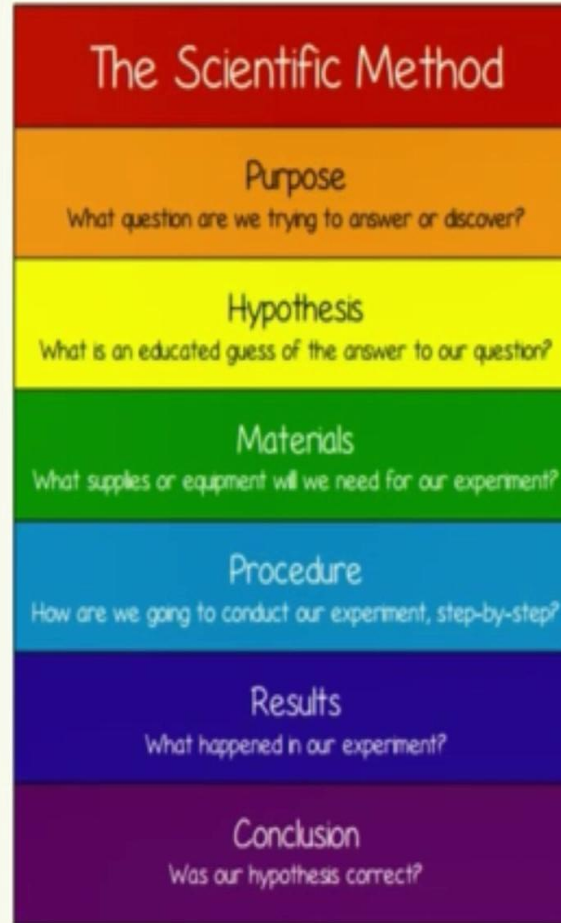 The Scientific Method
Purpose
What question are we trying to answer or discover?
Hypothesis
What is an educated guess of the answer to our question?
Materials
What supplies or equipment will we need for our experiment?
Procedure
How are we going to conduct our experiment, step-by-step?
Results
What happened in our experiment?
Conclusion
Was our hypothesis correct?